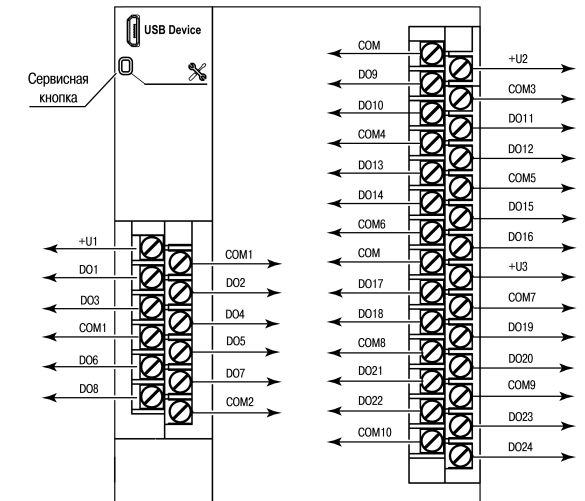 USB Device
Сервисная
кнопка
+U1
COM1
DO1
DO2
DO3
DO4
COM1
DO5
DO6
DO7
DO8
COM2
COM
+U2
DO9
COM3
DO10
DO11
COM4
DO12
DO13
COM5
DO14
DO15
COM6
DO16
COM
+U3
DO17
COM7
DO18
DO19
COM8
DO20
DO21
COM9
DO22
DO23
COM10
DO24